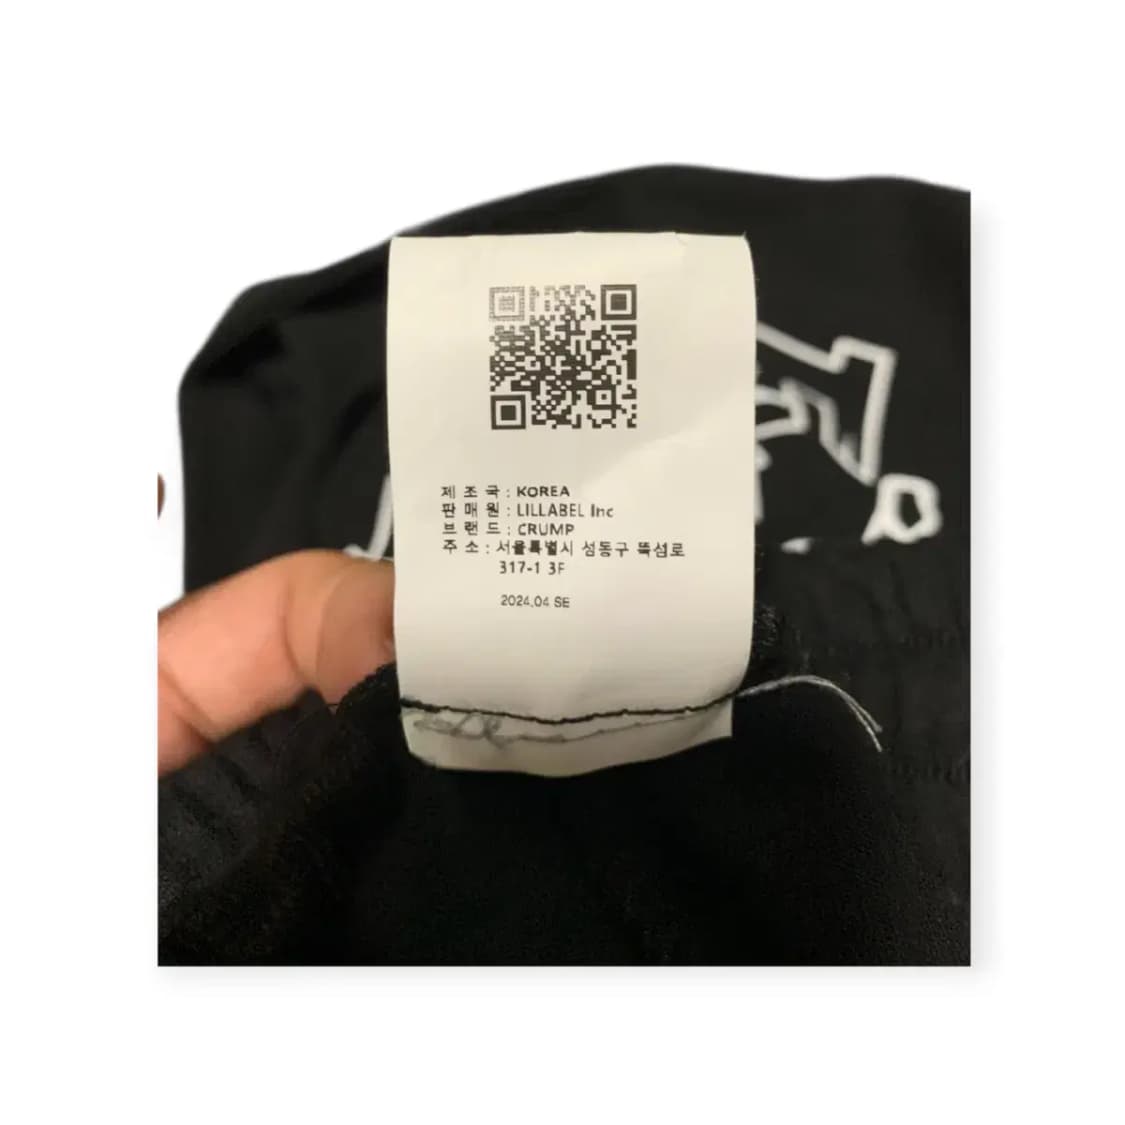 제 조 국 : KOREA
판 매 원 : LILLABEL Inc
브 랜 드 : CRUMP
주 소 : 서울특별시 성동구 뚝섬로
317-1 3F
2024.04 SE